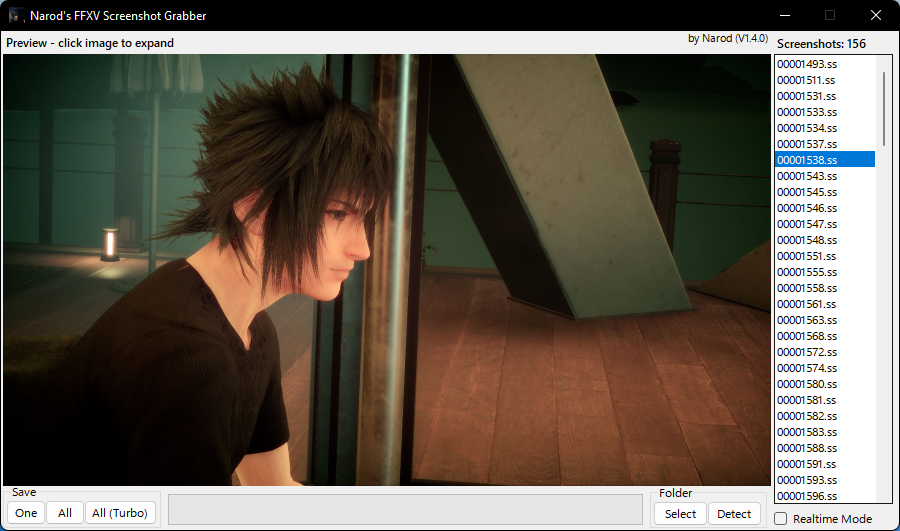 Narod's FFXV Screenshot Grabber
Preview - click image to expand
by Narod (V1.4.0)
Screenshots: 156
00001493.ss
00001511.ss
00001531.ss
00001533.ss
00001534.ss
00001537.ss
00001538.ss
00001543.ss
00001545.ss
00001546.ss
00001547.ss
00001548.ss
00001551.ss
00001555.ss
00001558.ss
00001561.ss
00001563.ss
00001568.ss
00001572.ss
00001574.ss
00001580.ss
00001581.ss
00001582.ss
00001583.ss
00001588.ss
00001591.ss
00001593.ss
00001596.ss
Save
One All All (Turbo)
Folder
Select Detect
Realtime Mode